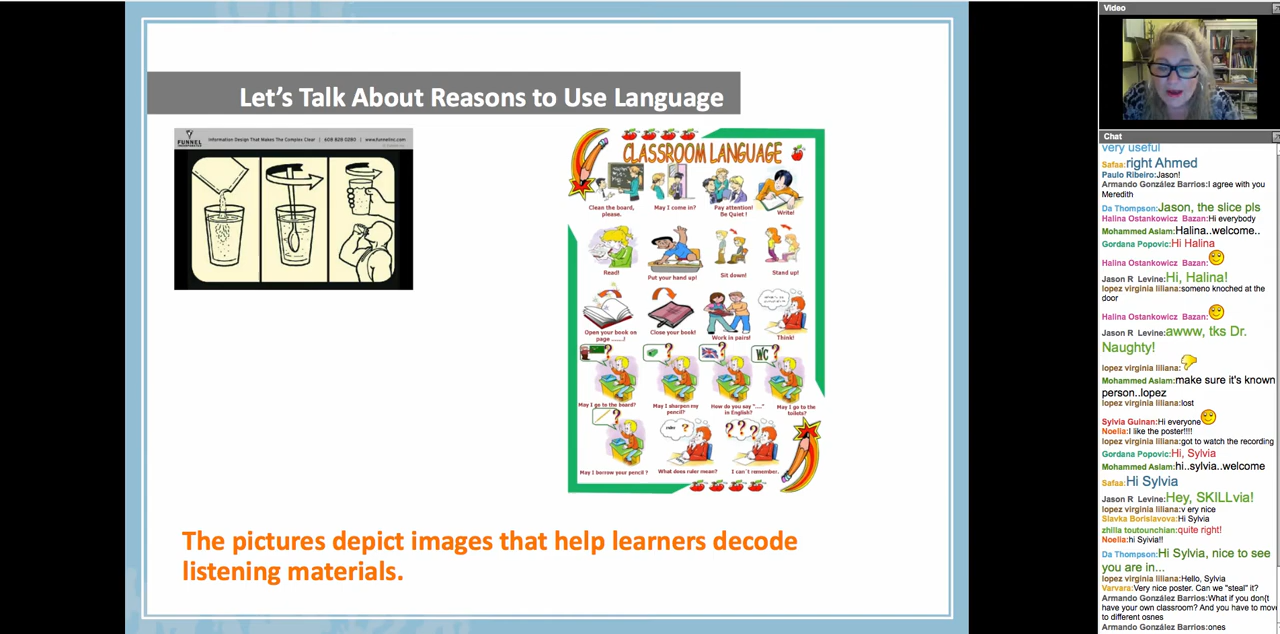 Let's Talk About Reasons to Use Language
FUNNEL
INCORPORATED
Information Design That Makes The Complex Clear | 608 828 0280 | www.funnelinc.com
CLASSROOM LANGUAGE
Clean the board, please.
May I come in?
Pay attention! Be Quiet !
Write!
Read!
Put your hand up!
Sit down!
Stand up!
Open your book on page ......!
Close your book!
Work in pairs!
Think!
WC
May I go to the board?
May I sharpen my pencil?
How do you say "....." in English?
May I go to the toilets?
May I borrow your pencil ?
What does ruler mean?
I can't remember.
The pictures depict images that help learners decode
listening materials.
Video
Chat
very useful
Safaa:right Ahmed
Paulo Ribeiro:Jason!
Armando González Barrios:I agree with you
Meredith
Da Thompson:Jason, the slice pls
Halina Ostankowicz Bazan:Hi everybody
Mohammed Aslam:Halina..welcome..
Gordana Popovic:Hi Halina
Halina Ostankowicz Bazan:
Jason R Levine:Hi, Halina!
lopez virginia liliana:someno knoched at the
door
Halina Ostankowicz Bazan:
Jason R Levine:awww, tks Dr.
Naughty!
lopez virginia liliana:
Mohammed Aslam:make sure it's known
person..lopez
lopez virginia liliana:lost
Sylvia Guinan:Hi everyone
Noelia:I like the poster!!!!
lopez virginia liliana:got to watch the recording
Gordana Popovic:Hi, Sylvia
Mohammed Aslam:hi..sylvia..welcome
Safaa:Hi Sylvia
Jason R Levine:Hey, SKILLvia!
lopez virginia liliana:v ery nice
Slavka Borislavova:Hi Sylvia
zhilla toutounchian:quite right!
Noelia:hi Syivia!!
Da Thompson:Hi Sylvia, nice to see
you are in...
lopez virginia liliana:Hello, Sylvia
Varvara:Very nice poster. Can we "steal" it?
Armando González Barrios:What if you don{t
have your own classroom? And you have to move
to different osnes
Armando González Barrios:ones